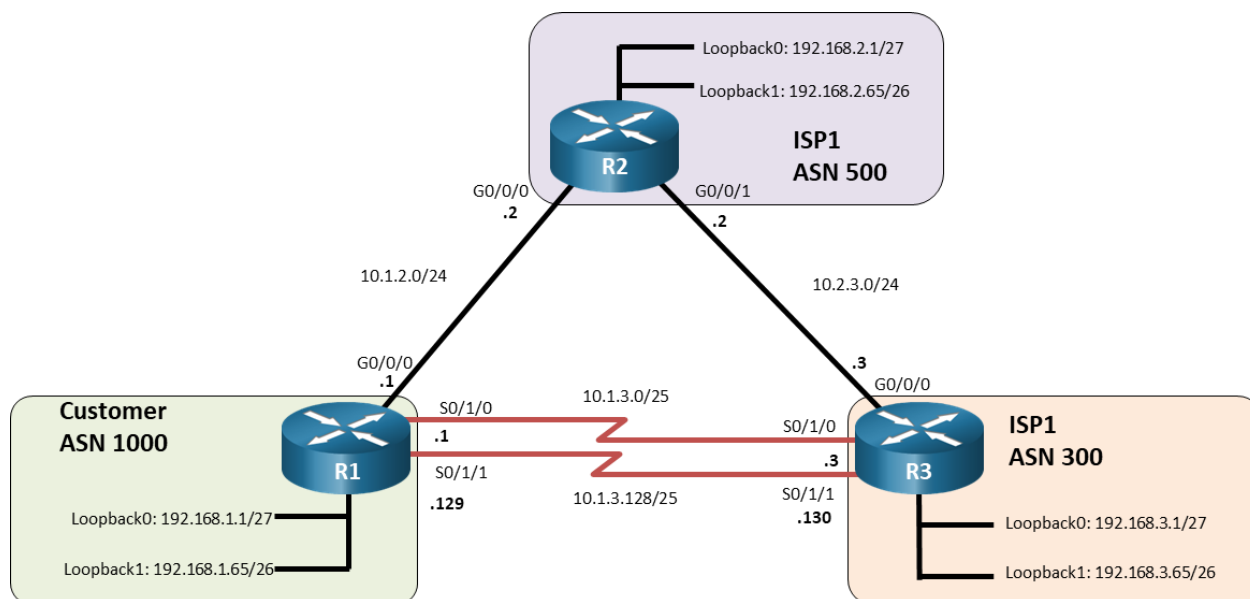 Loopback0: 192.168.2.1/27
Loopback1: 192.168.2.65/26
R2
ISP1
ASN 500
G0/0/0
.2
G0/0/1
.2
10.1.2.0/24
10.2.3.0/24
G0/0/0
.1
.3
G0/0/0
Customer
ASN 1000
R1
S0/1/0
.1
10.1.3.0/25
S0/1/0
.3
S0/1/1
.129
10.1.3.128/25
S0/1/1
.130
R3
ISP1
ASN 300
Loopback0: 192.168.1.1/27
Loopback1: 192.168.1.65/26
Loopback0: 192.168.3.1/27
Loopback1: 192.168.3.65/26